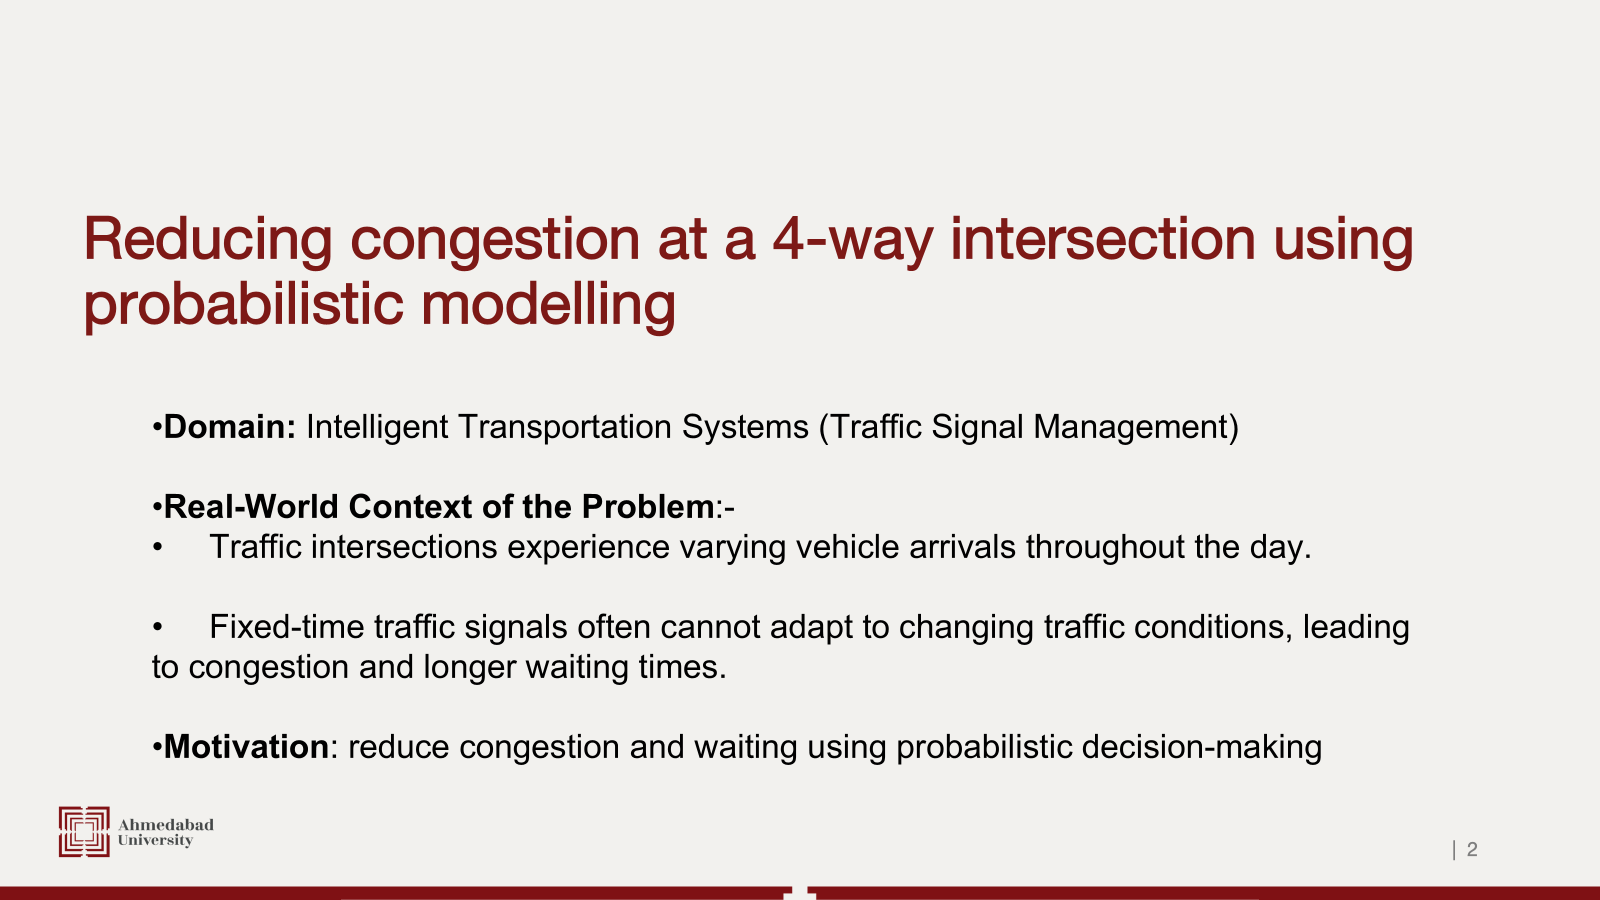 Reducing congestion at a 4-way intersection using
probabilistic modelling
•Domain: Intelligent Transportation Systems (Traffic Signal Management)
•Real-World Context of the Problem:-
• Traffic intersections experience varying vehicle arrivals throughout the day.
• Fixed-time traffic signals often cannot adapt to changing traffic conditions, leading
to congestion and longer waiting times.
•Motivation: reduce congestion and waiting using probabilistic decision-making
Ahmedabad
University
| 2